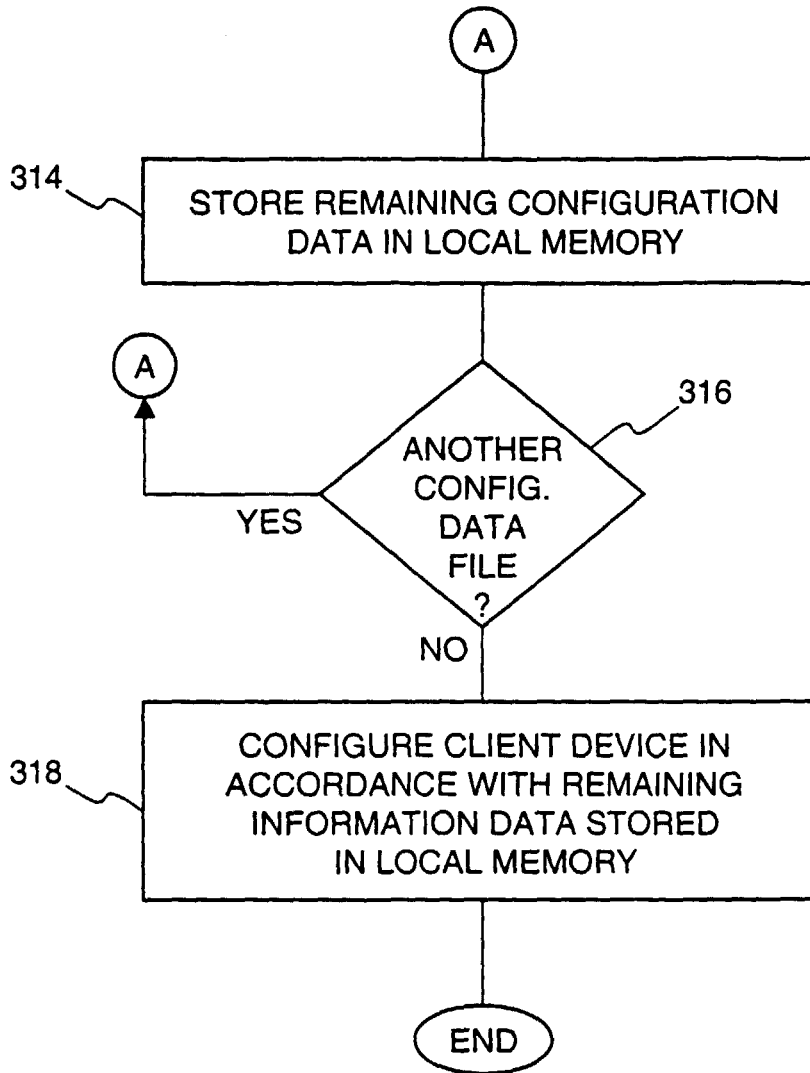 A
314
STORE REMAINING CONFIGURATION
DATA IN LOCAL MEMORY
A
316
ANOTHER
CONFIG.
DATA
FILE
?
YES
NO
318
CONFIGURE CLIENT DEVICE IN
ACCORDANCE WITH REMAINING
INFORMATION DATA STORED
IN LOCAL MEMORY
END